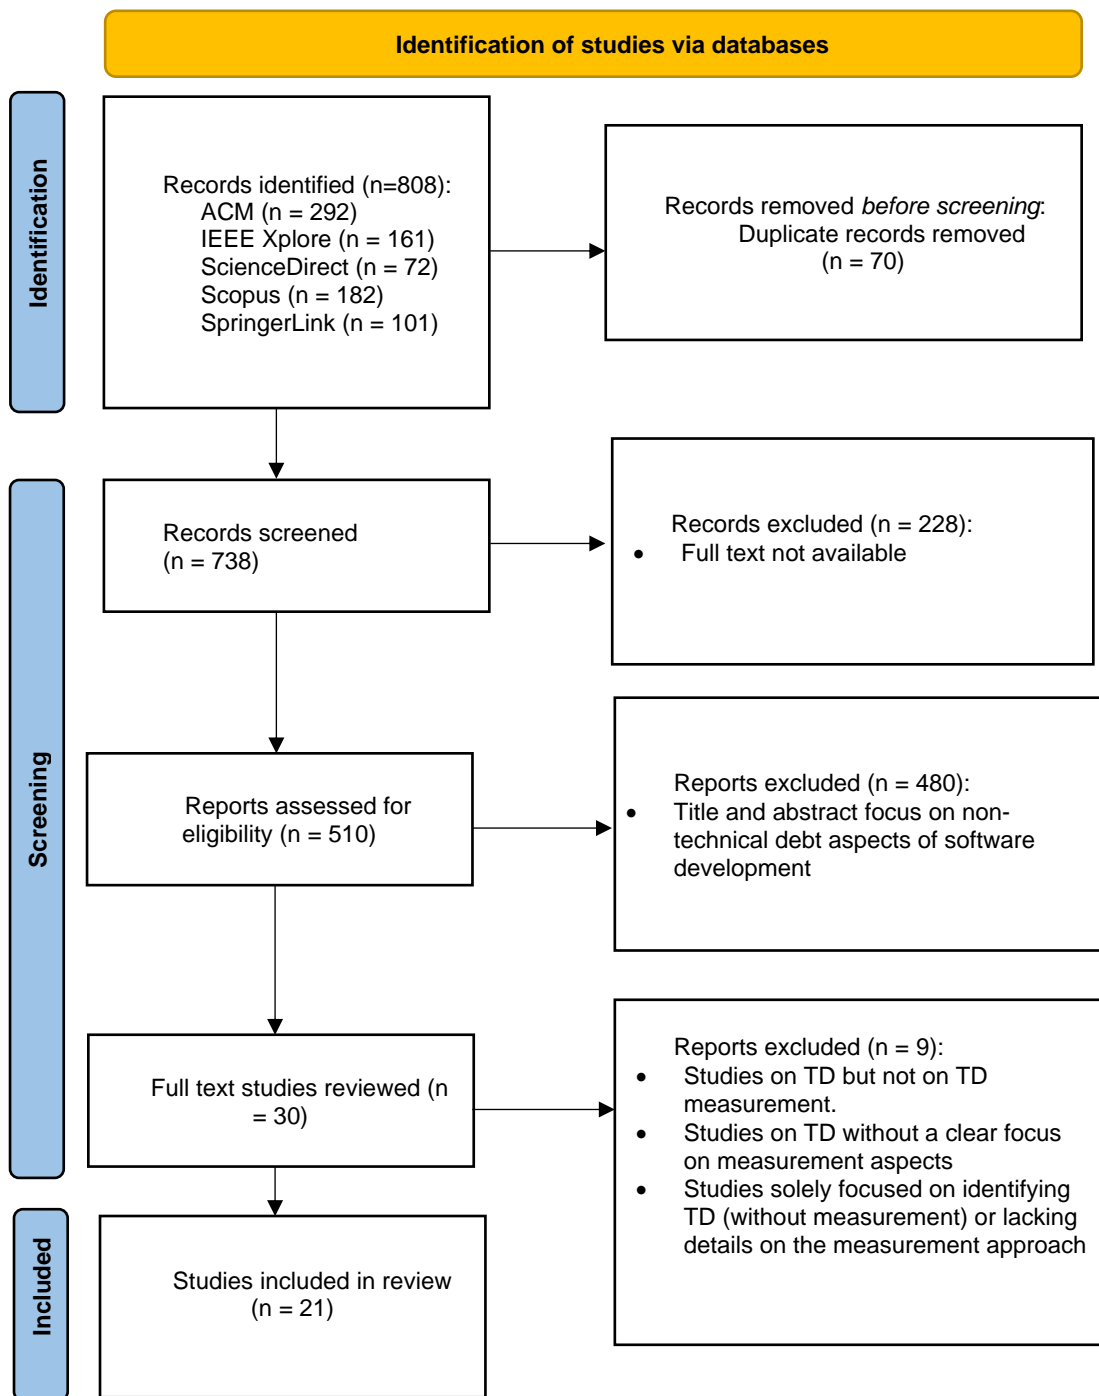 Identification of studies via databases
Identification
Records identified (n=808):
ACM (n = 292)
IEEE Xplore (n = 161)
ScienceDirect (n = 72)
Scopus (n = 182)
SpringerLink (n = 101)
Records removed before screening:
Duplicate records removed
(n = 70)
Screening
Records screened
(n = 738)
Records excluded (n = 228):
• Full text not available
Reports assessed for
eligibility (n = 510)
Reports excluded (n = 480):
• Title and abstract focus on non-
technical debt aspects of software
development
Full text studies reviewed (n
= 30)
Reports excluded (n = 9):
• Studies on TD but not on TD
measurement.
• Studies on TD without a clear focus
on measurement aspects
• Studies solely focused on identifying
TD (without measurement) or lacking
details on the measurement approach
Included
Studies included in review
(n = 21)